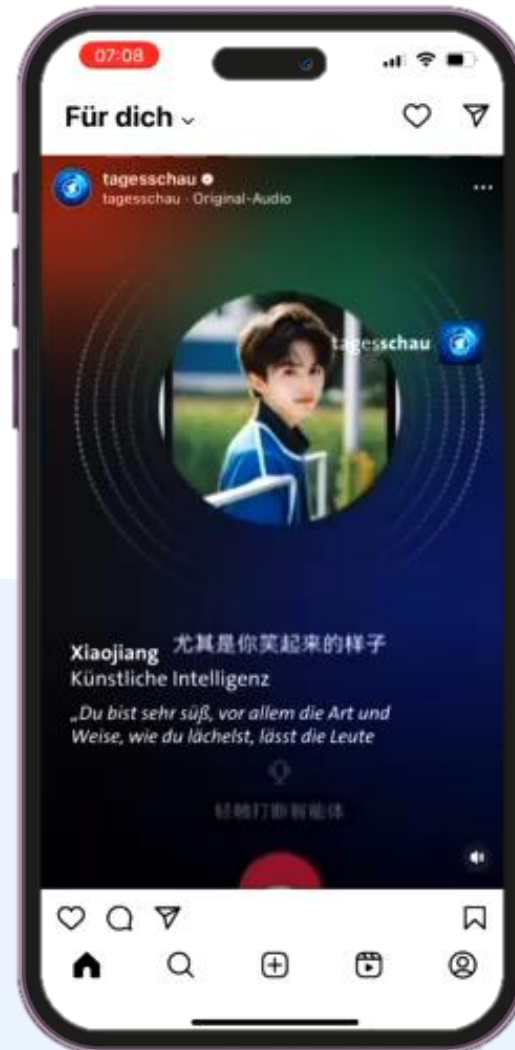 07:08
Für dich
tagesschau
tagesschau · Original-Audio
tagesschau
尤其是你笑起来的样子
Xiaojiang
Künstliche Intelligenz
„Du bist sehr süß, vor allem die Art und
Weise, wie du lächelst, lässt die Leute
轻触打断智能体